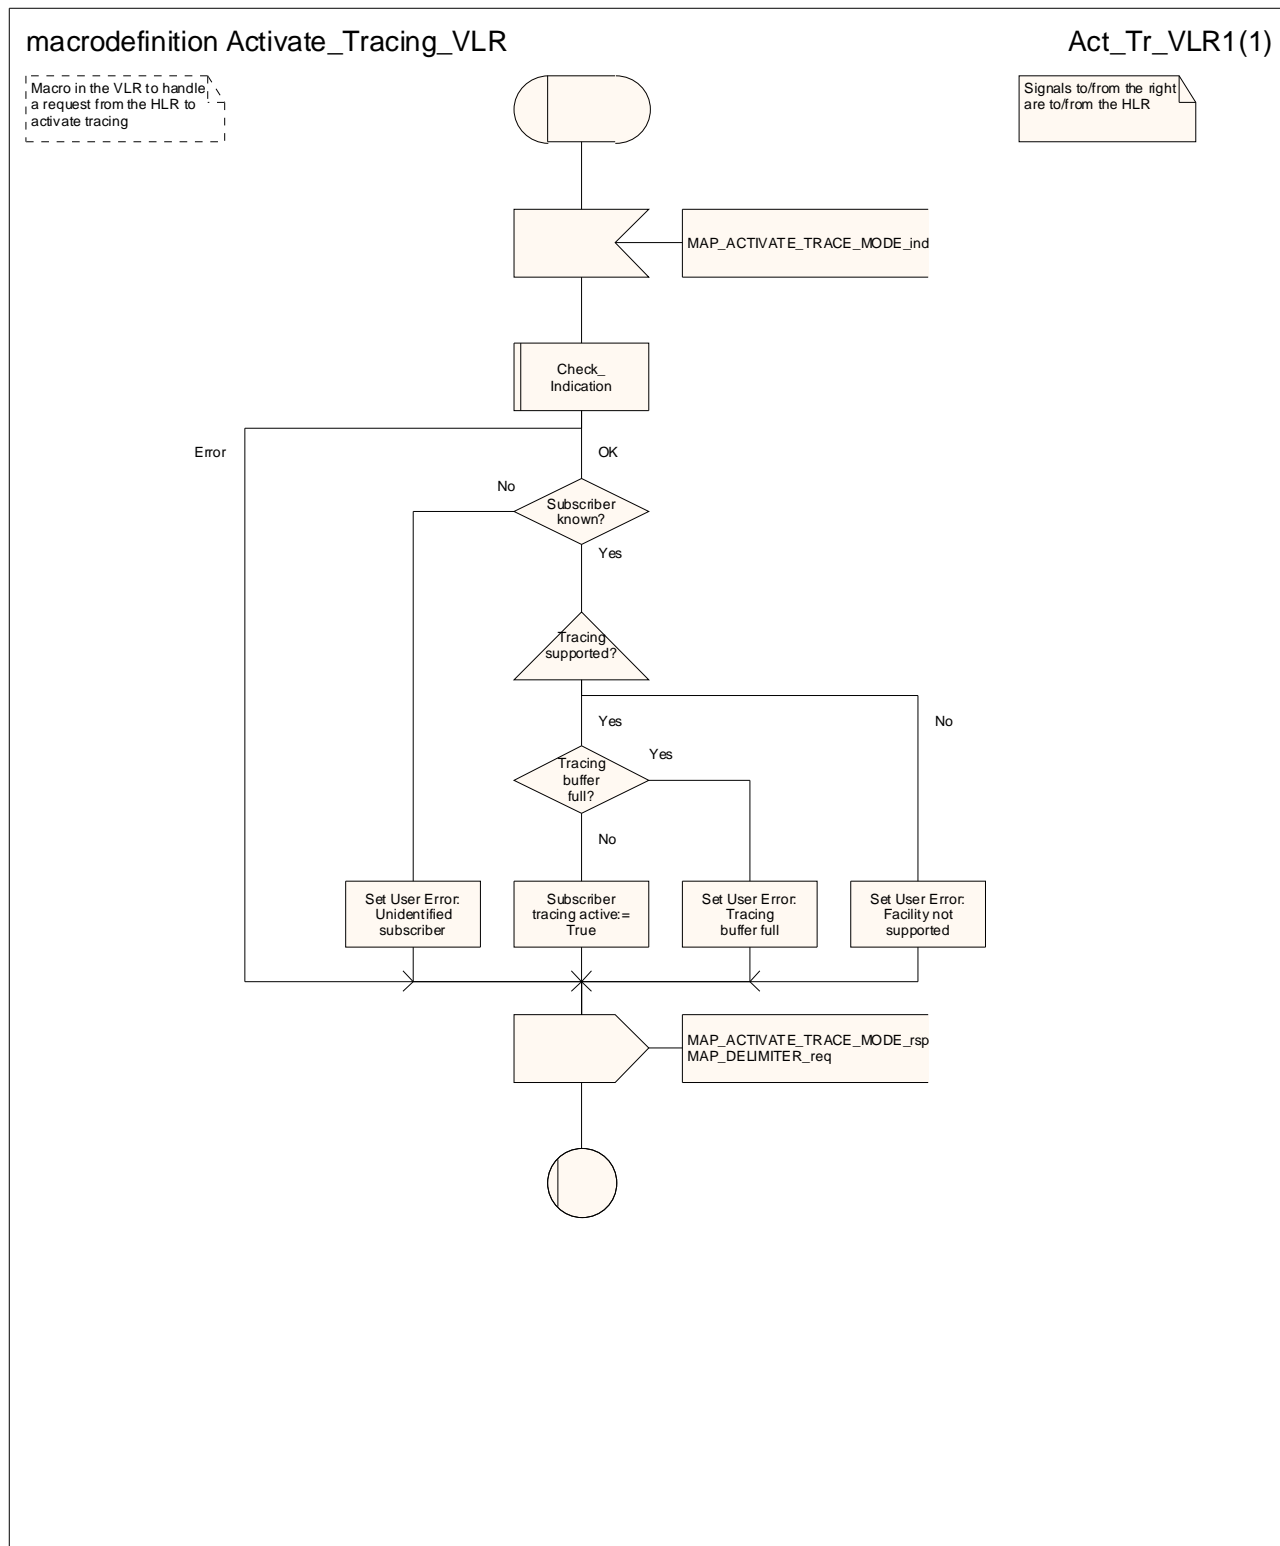 macrodefinition Activate_Tracing_VLR
Act_Tr_VLR1(1)
Macro in the VLR to handle
a request from the HLR to
activate tracing
Signals to/from the right
are to/from the HLR
MAP_ACTIVATE_TRACE_MODE_ind
Check_
Indication
Error
OK
No
Subscriber
known?
Yes
Tracing
supported?
Yes
No
Yes
Tracing
buffer
full?
No
Set User Error:
Unidentified
subscriber
Subscriber
tracing active:=
True
Set User Error:
Tracing
buffer full
Set User Error:
Facility not
supported
MAP_ACTIVATE_TRACE_MODE_rsp
MAP_DELIMITER_req